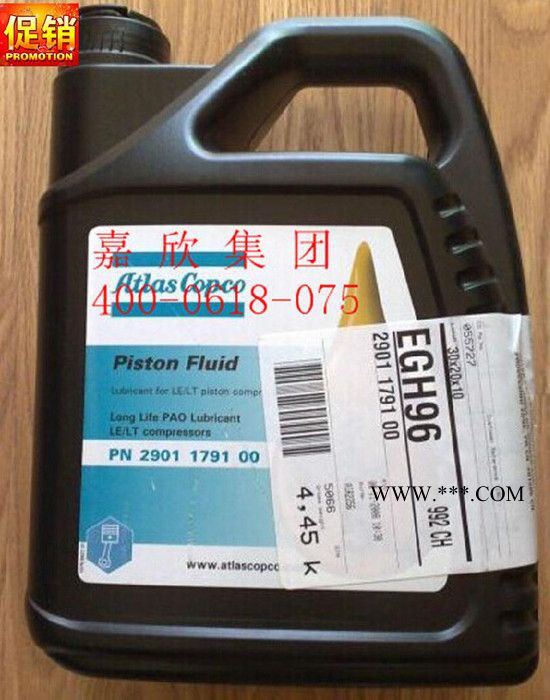 促销
PROMOTION
嘉欣集团
Atlas Copco
400-0618-075
Piston Fluid
Lubricant for LE/LT piston compr
Long Life PAO Lubricant
LE/LT compressors
PN 2901 1791 00
www.atlascopco.
055727
30x20x10
EGH96
2901 1791 00
992 CH
5066
4,45 k
WWW.***.COM